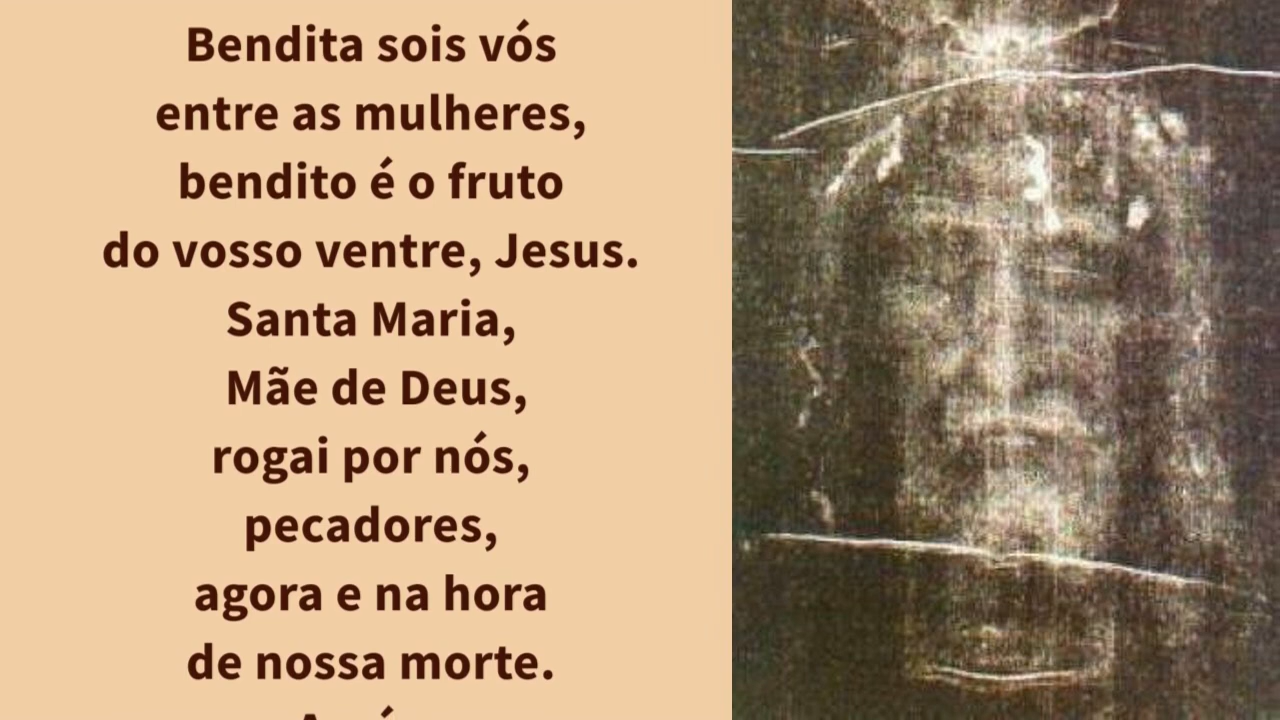 Bendita sois vós
entre as mulheres,
bendito é o fruto
do vosso ventre, Jesus.
Santa Maria,
Mãe de Deus,
rogai por nós,
pecadores,
agora e na hora
de nossa morte.